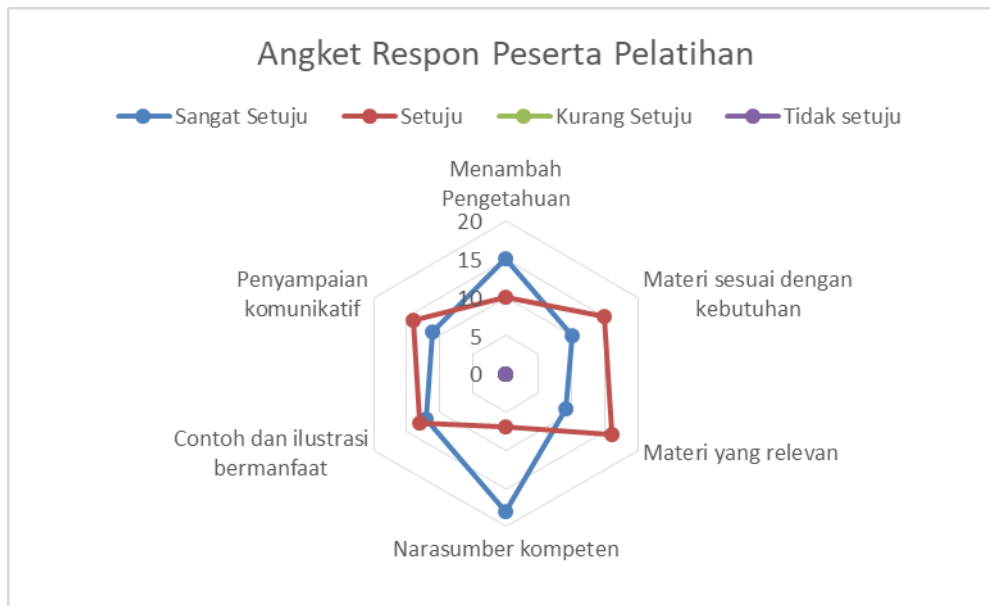 Angket Respon Peserta Pelatihan
Sangat Setuju Setuju Kurang Setuju Tidak setuju
Menambah
Pengetahuan
20
15
10
5
0
Materi sesuai dengan
kebutuhan
Materi yang relevan
Narasumber kompeten
Contoh dan ilustrasi
bermanfaat
Penyampaian
komunikatif